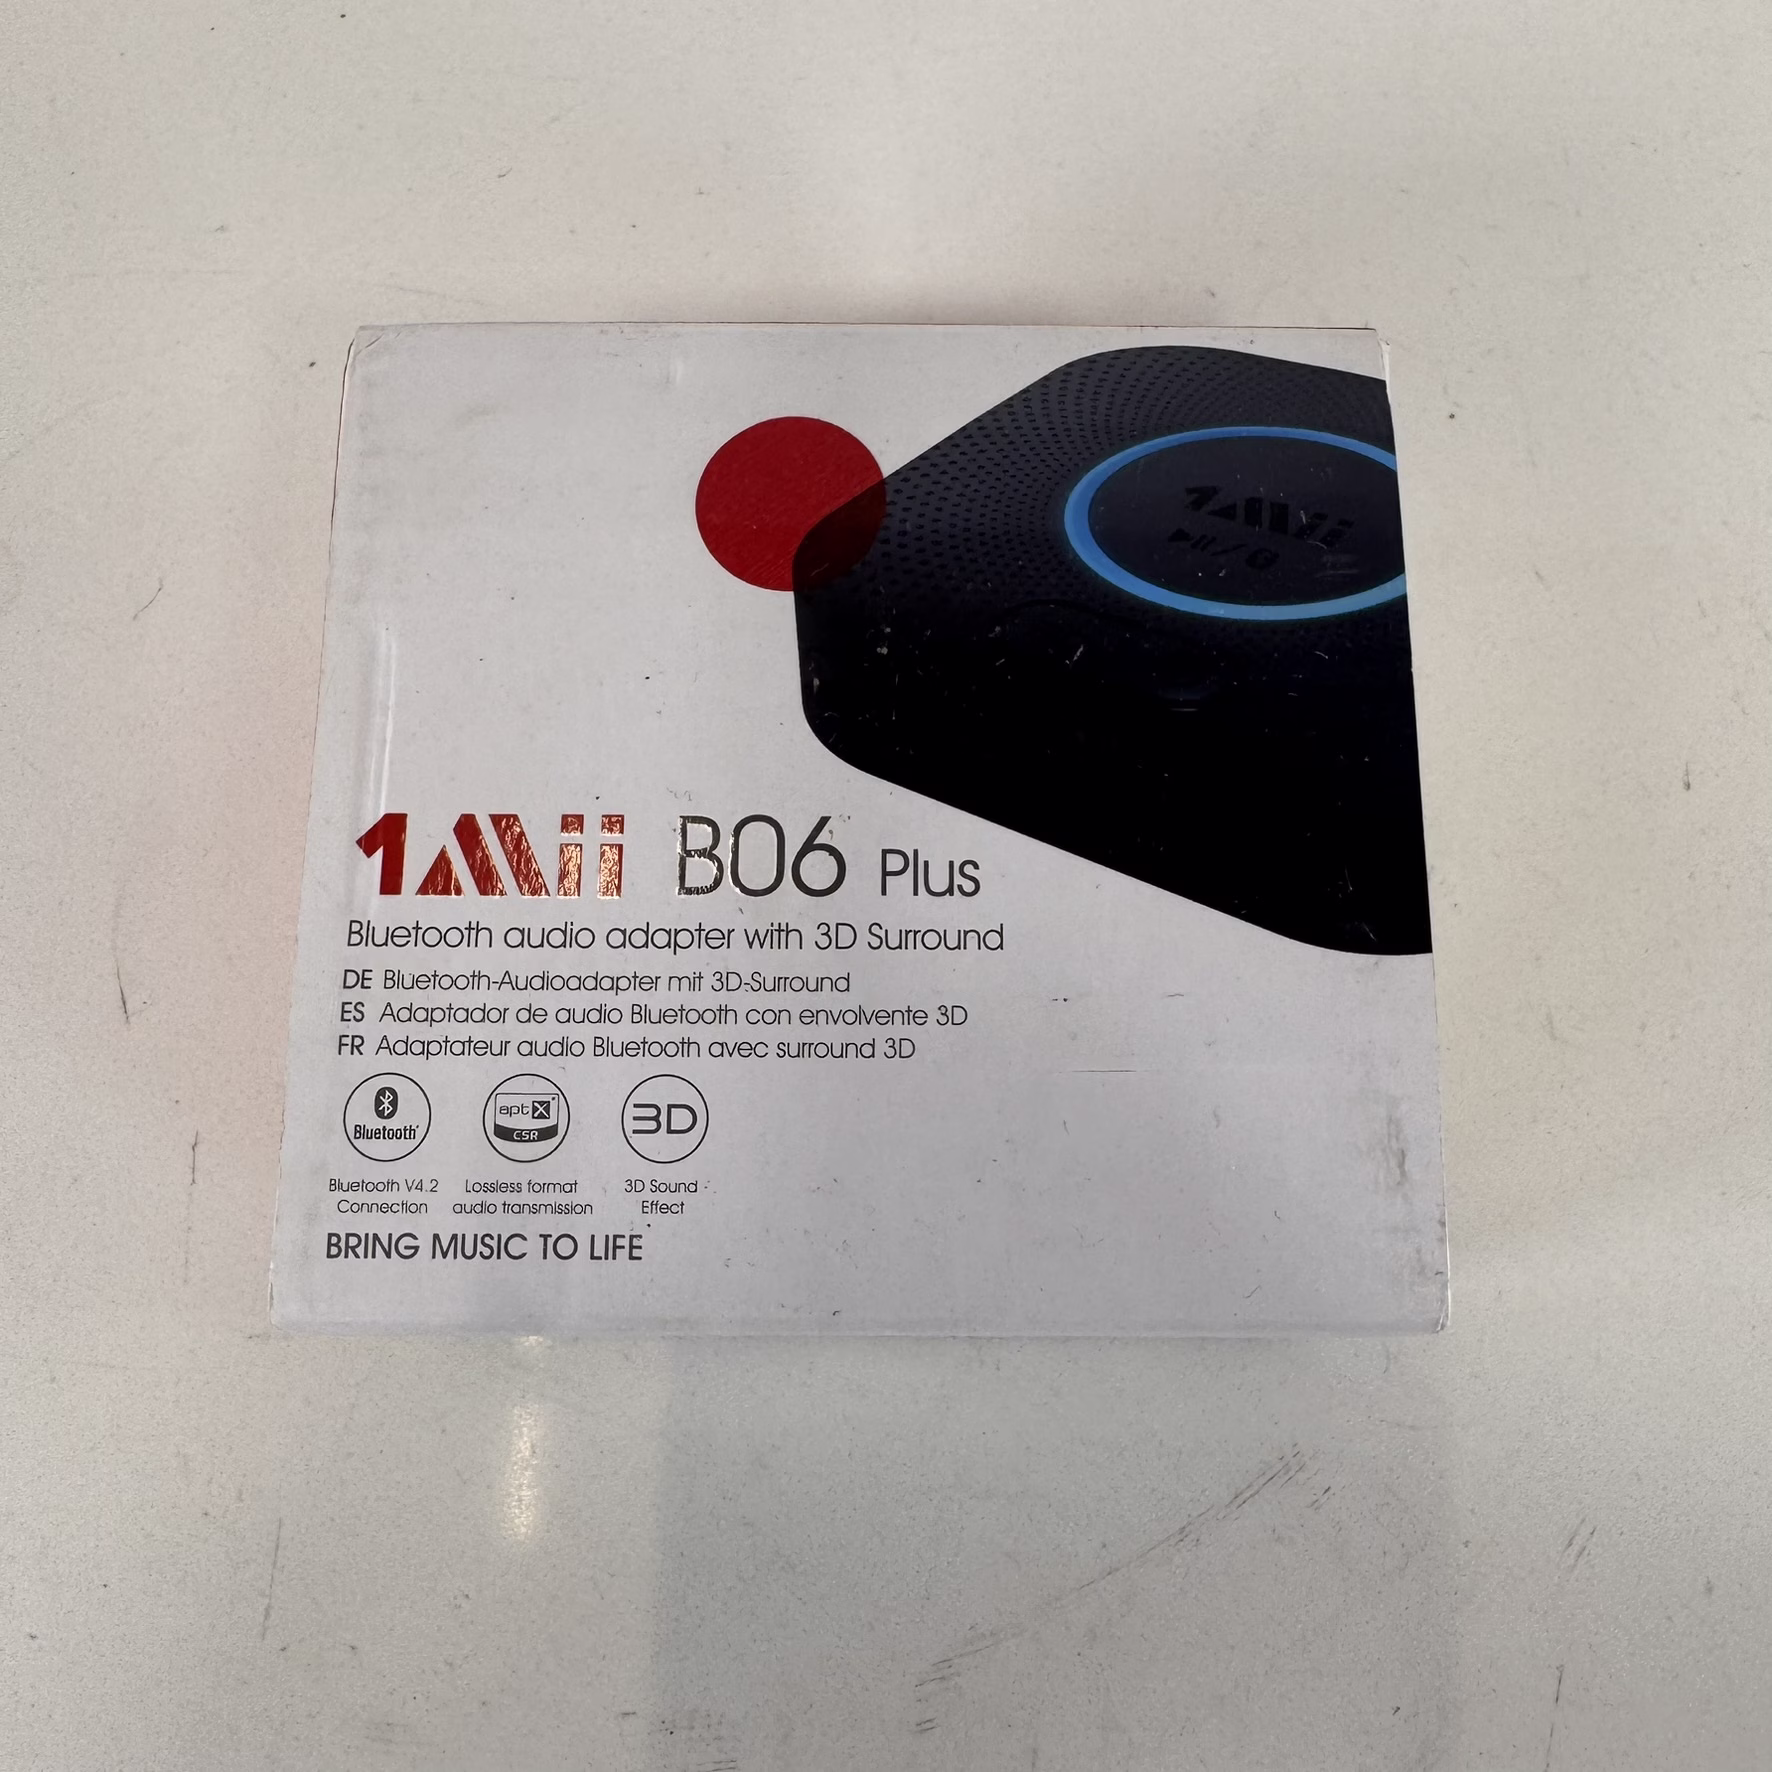 1Mii
1Mii B06 Plus
Bluetooth audio adapter with 3D Surround
DE Bluetooth-Audioadapter mit 3D-Surround
ES Adaptador de audio Bluetooth con envolvente 3D
FR Adaptateur audio Bluetooth avec surround 3D
Bluetooth
aptX
CSR
3D
Bluetooth V4.2
Connection
Lossless format
audio transmission
3D Sound
Effect
BRING MUSIC TO LIFE